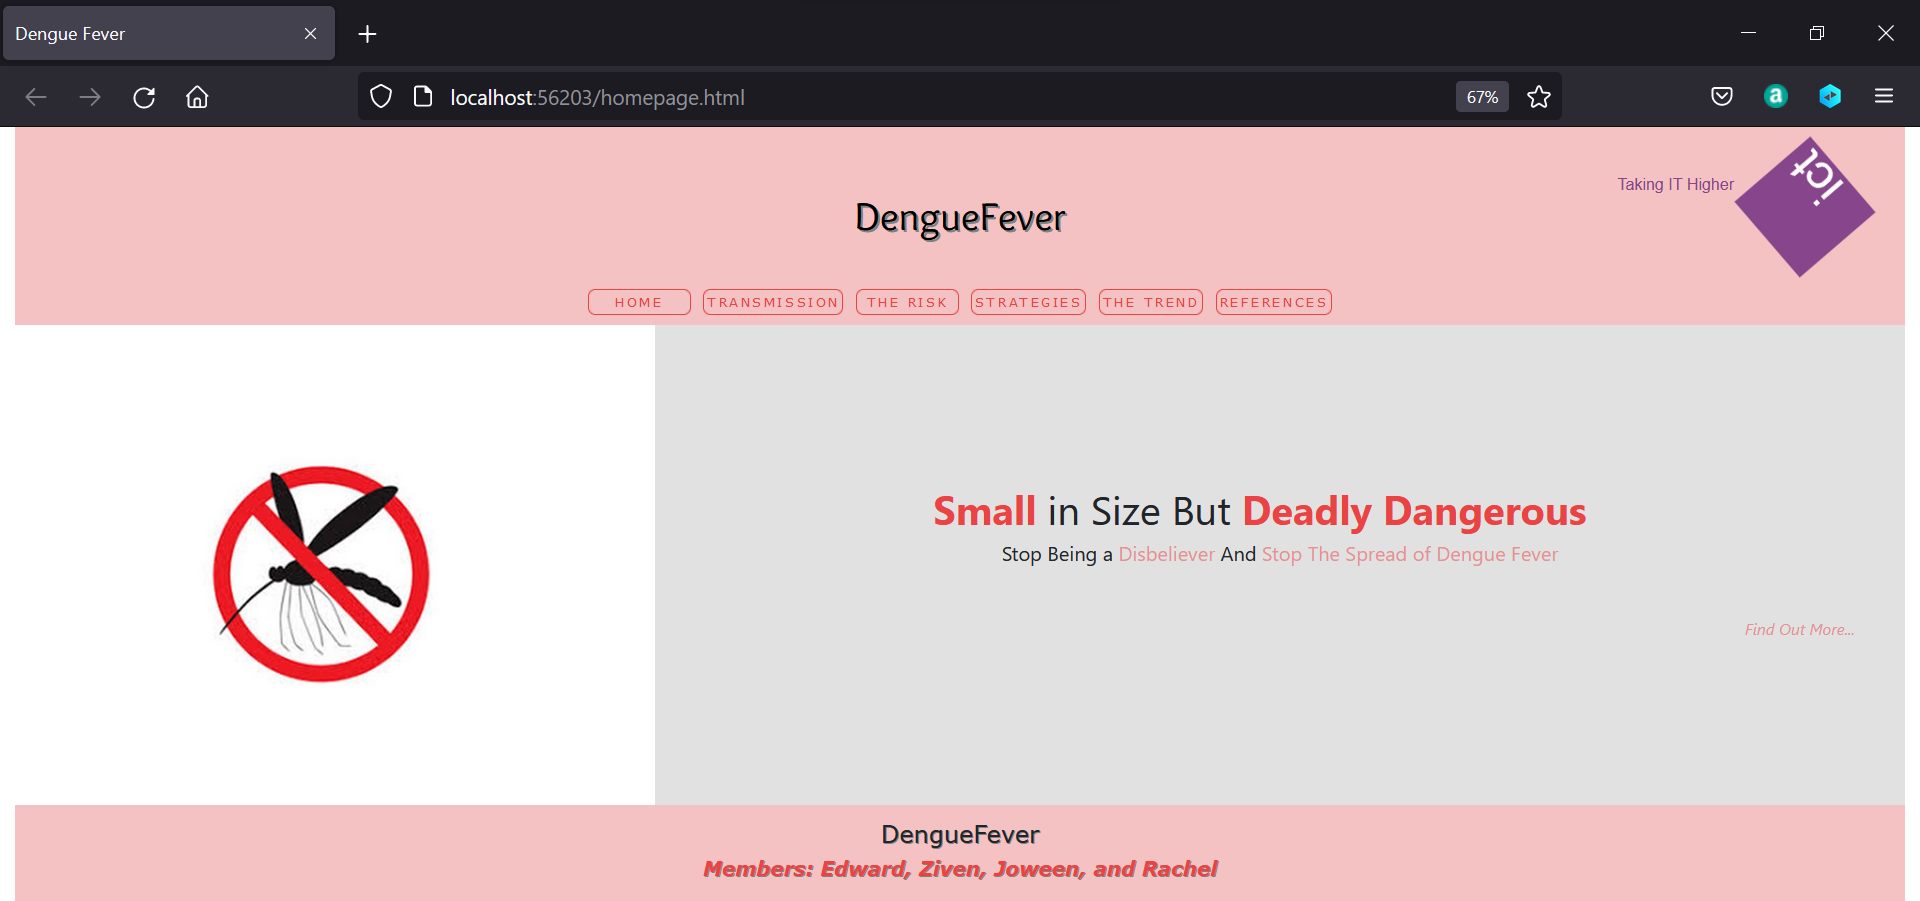 Dengue Fever
localhost:56203/homepage.html
67%
a
Taking IT Higher
ict
DengueFever
HOME
TRANSMISSION
THE RISK
STRATEGIES
THE TREND
REFERENCES
Small in Size But Deadly Dangerous
Stop Being a Disbeliever And Stop The Spread of Dengue Fever
Find Out More...
DengueFever
Members: Edward, Ziven, Joween, and Rachel